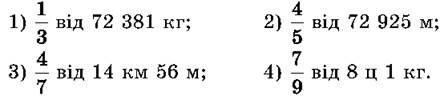 1) 1/3 від 72 381 кг; 2) 4/5 від 72 925 м;
3) 4/7 від 14 км 56 м; 4) 7/9 від 8 ц 1 кг.